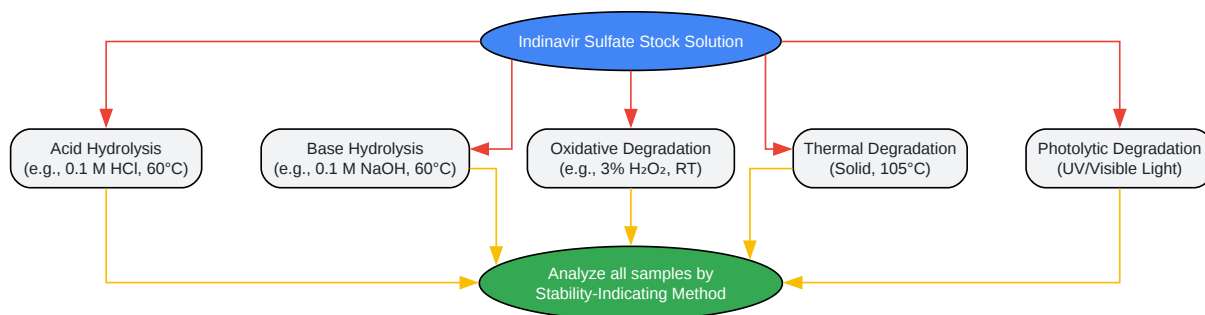 Indinavir Sulfate Stock Solution
Acid Hydrolysis
(e.g., 0.1 M HCl, 60°C)
Base Hydrolysis
(e.g., 0.1 M NaOH, 60°C)
Oxidative Degradation
(e.g., 3% H₂O₂, RT)
Thermal Degradation
(Solid, 105°C)
Photolytic Degradation
(UV/Visible Light)
Analyze all samples by
Stability-Indicating Method